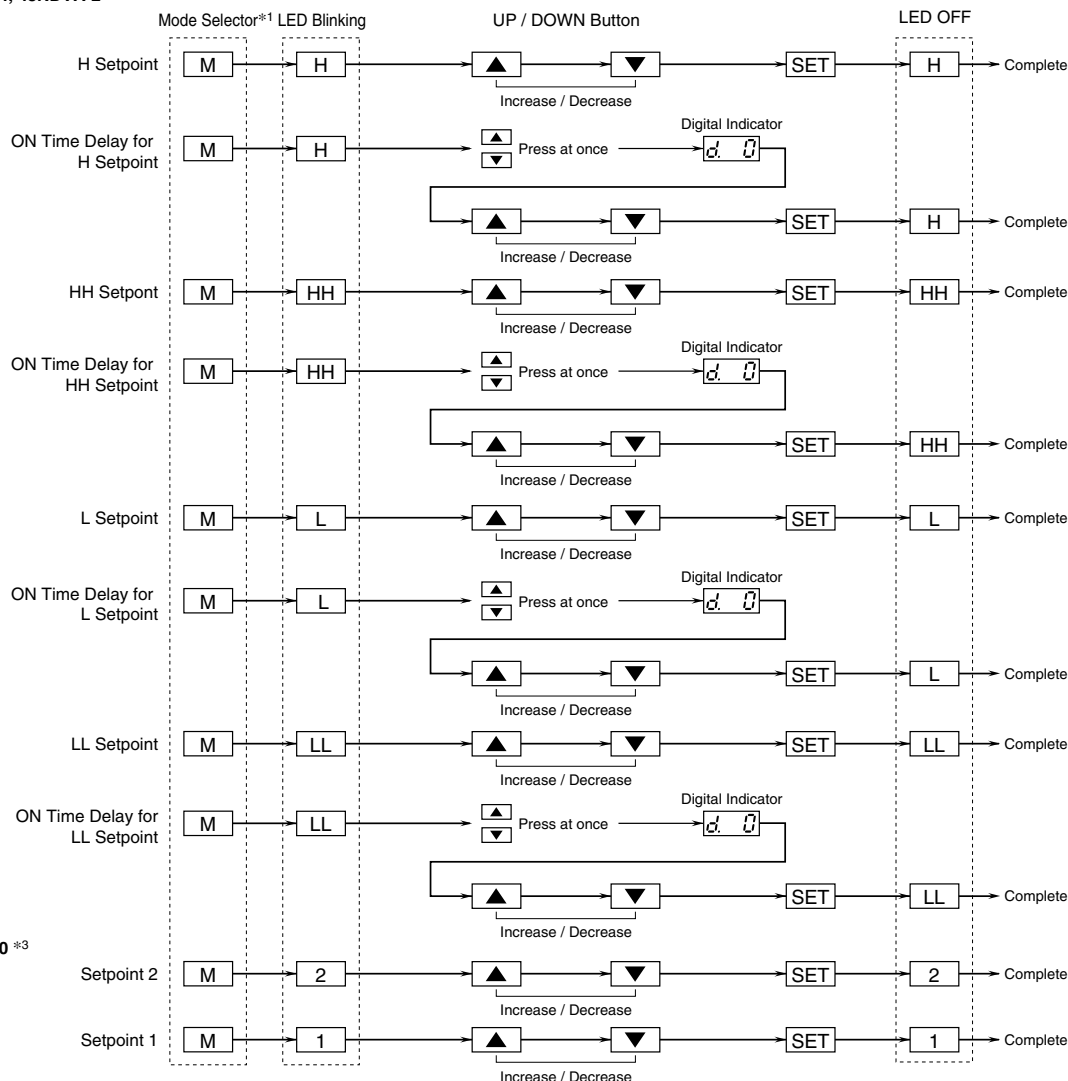 Mode Selector*1 LED Blinking UP / DOWN Button LED OFF
H Setpoint M H ▲ ▼ SET H Complete
Increase / Decrease
ON Time Delay for
H Setpoint M H ▲ ▼ Press at once Digital Indicator d. 0
▲ ▼ SET H Complete
Increase / Decrease
HH Setpont M HH ▲ ▼ SET HH Complete
Increase / Decrease
ON Time Delay for
HH Setpoint M HH ▲ ▼ Press at once Digital Indicator d. 0
▲ ▼ SET HH Complete
Increase / Decrease
L Setpoint M L ▲ ▼ SET L Complete
Increase / Decrease
ON Time Delay for
L Setpoint M L ▲ ▼ Press at once Digital Indicator d. 0
▲ ▼ SET L Complete
Increase / Decrease
LL Setpoint M LL ▲ ▼ SET LL Complete
Increase / Decrease
ON Time Delay for
LL Setpoint M LL ▲ ▼ Press at once Digital Indicator d. 0
▲ ▼ SET LL Complete
Increase / Decrease
0 *3
Setpoint 2 M 2 ▲ ▼ SET 2 Complete
Increase / Decrease
Setpoint 1 M 1 ▲ ▼ SET 1 Complete
Increase / Decrease